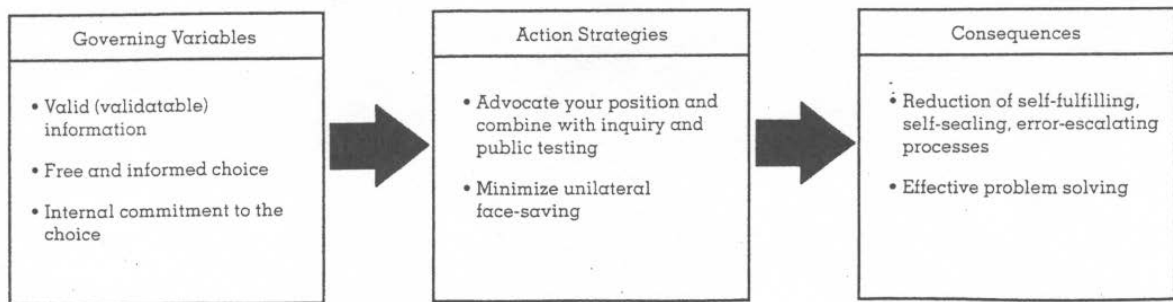 Governing Variables
• Valid (validatable)
information
• Free and informed choice
• Internal commitment to the
choice
Action Strategies
• Advocate your position and
combine with inquiry and
public testing
• Minimize unilateral
face-saving
Consequences
• Reduction of self-fulfilling,
self-sealing, error-escalating
processes
• Effective problem solving